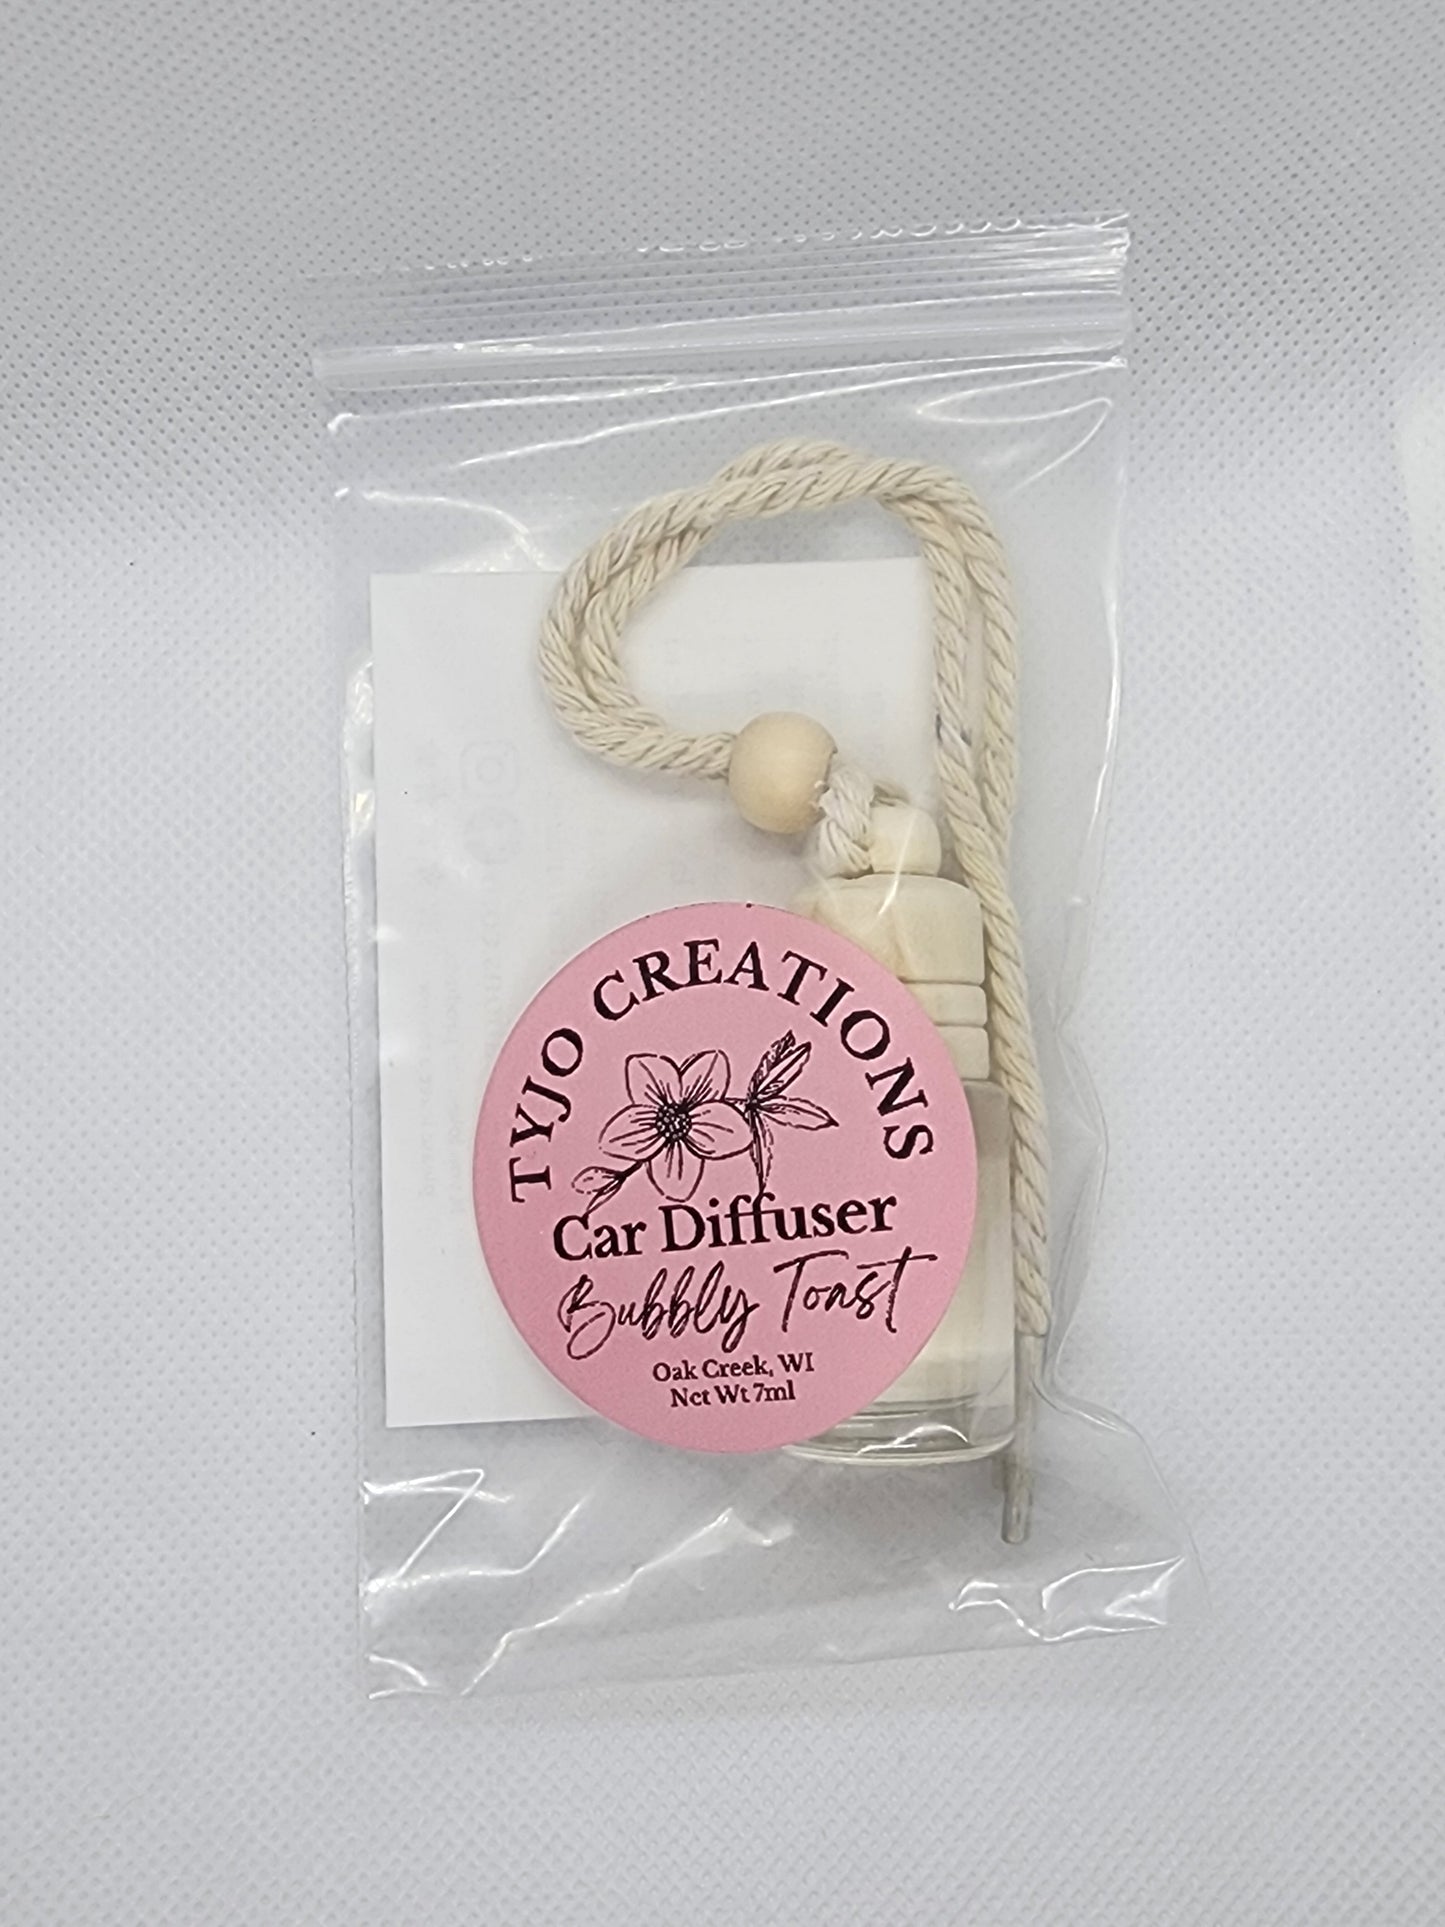 TYJO CREATIONS
Car Diffuser
Bubbly Toast
Oak Creek, WI
Net Wt 7ml